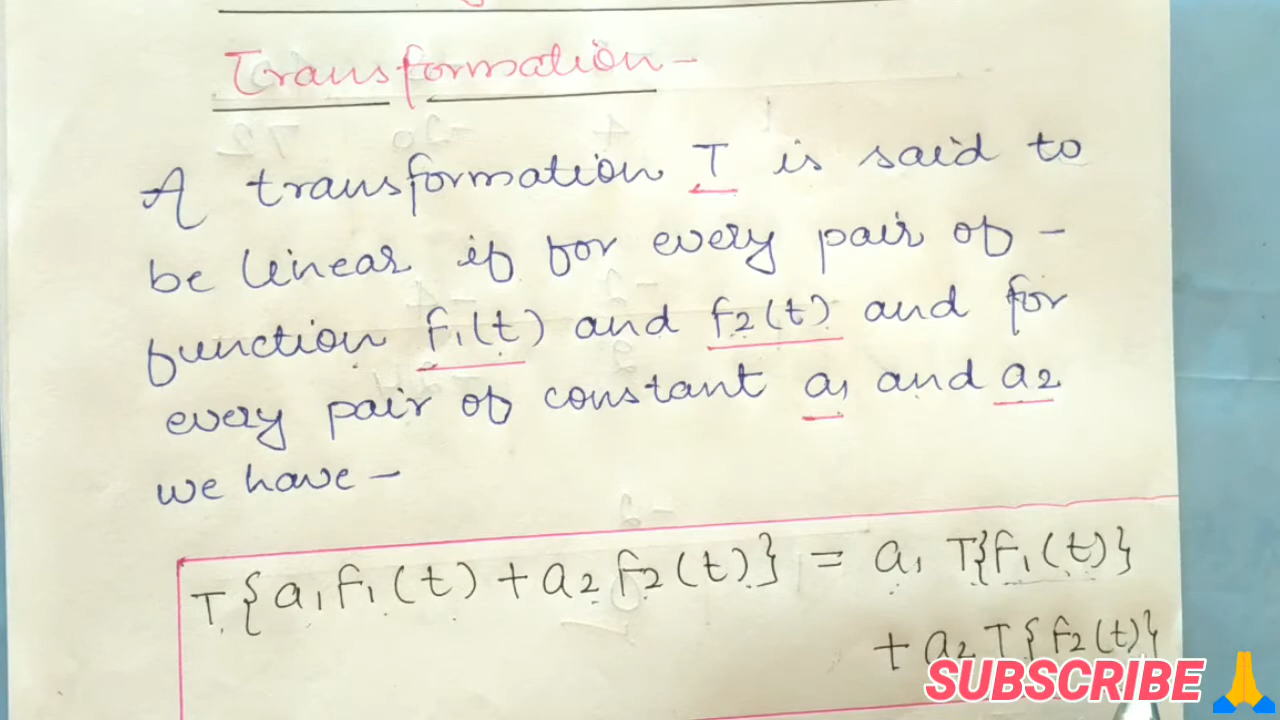 Transformation -
A transformation T is said to
be linear if for every pair of -
function F₁(t) and F₂(t) and for
every pair of constant a₁ and a₂
we have -
T{a₁F₁(t) + a₂F₂(t)} = a₁ T{F₁(t)}
+ a₂ T{F₂(t)}
SUBSCRIBE 🙏